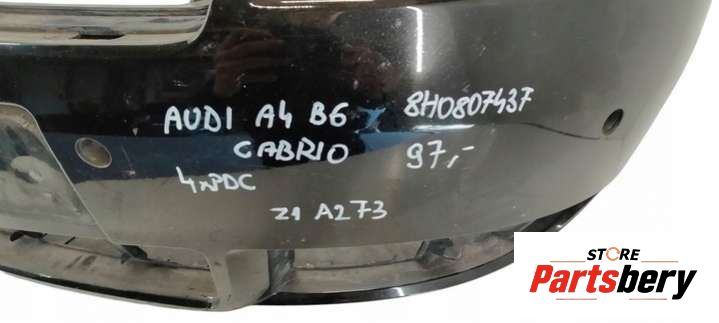 AUDI A4 B6 8H0807437
CABRIO 97,-
4xPDC
Z1 A273
STORE
Partsbery